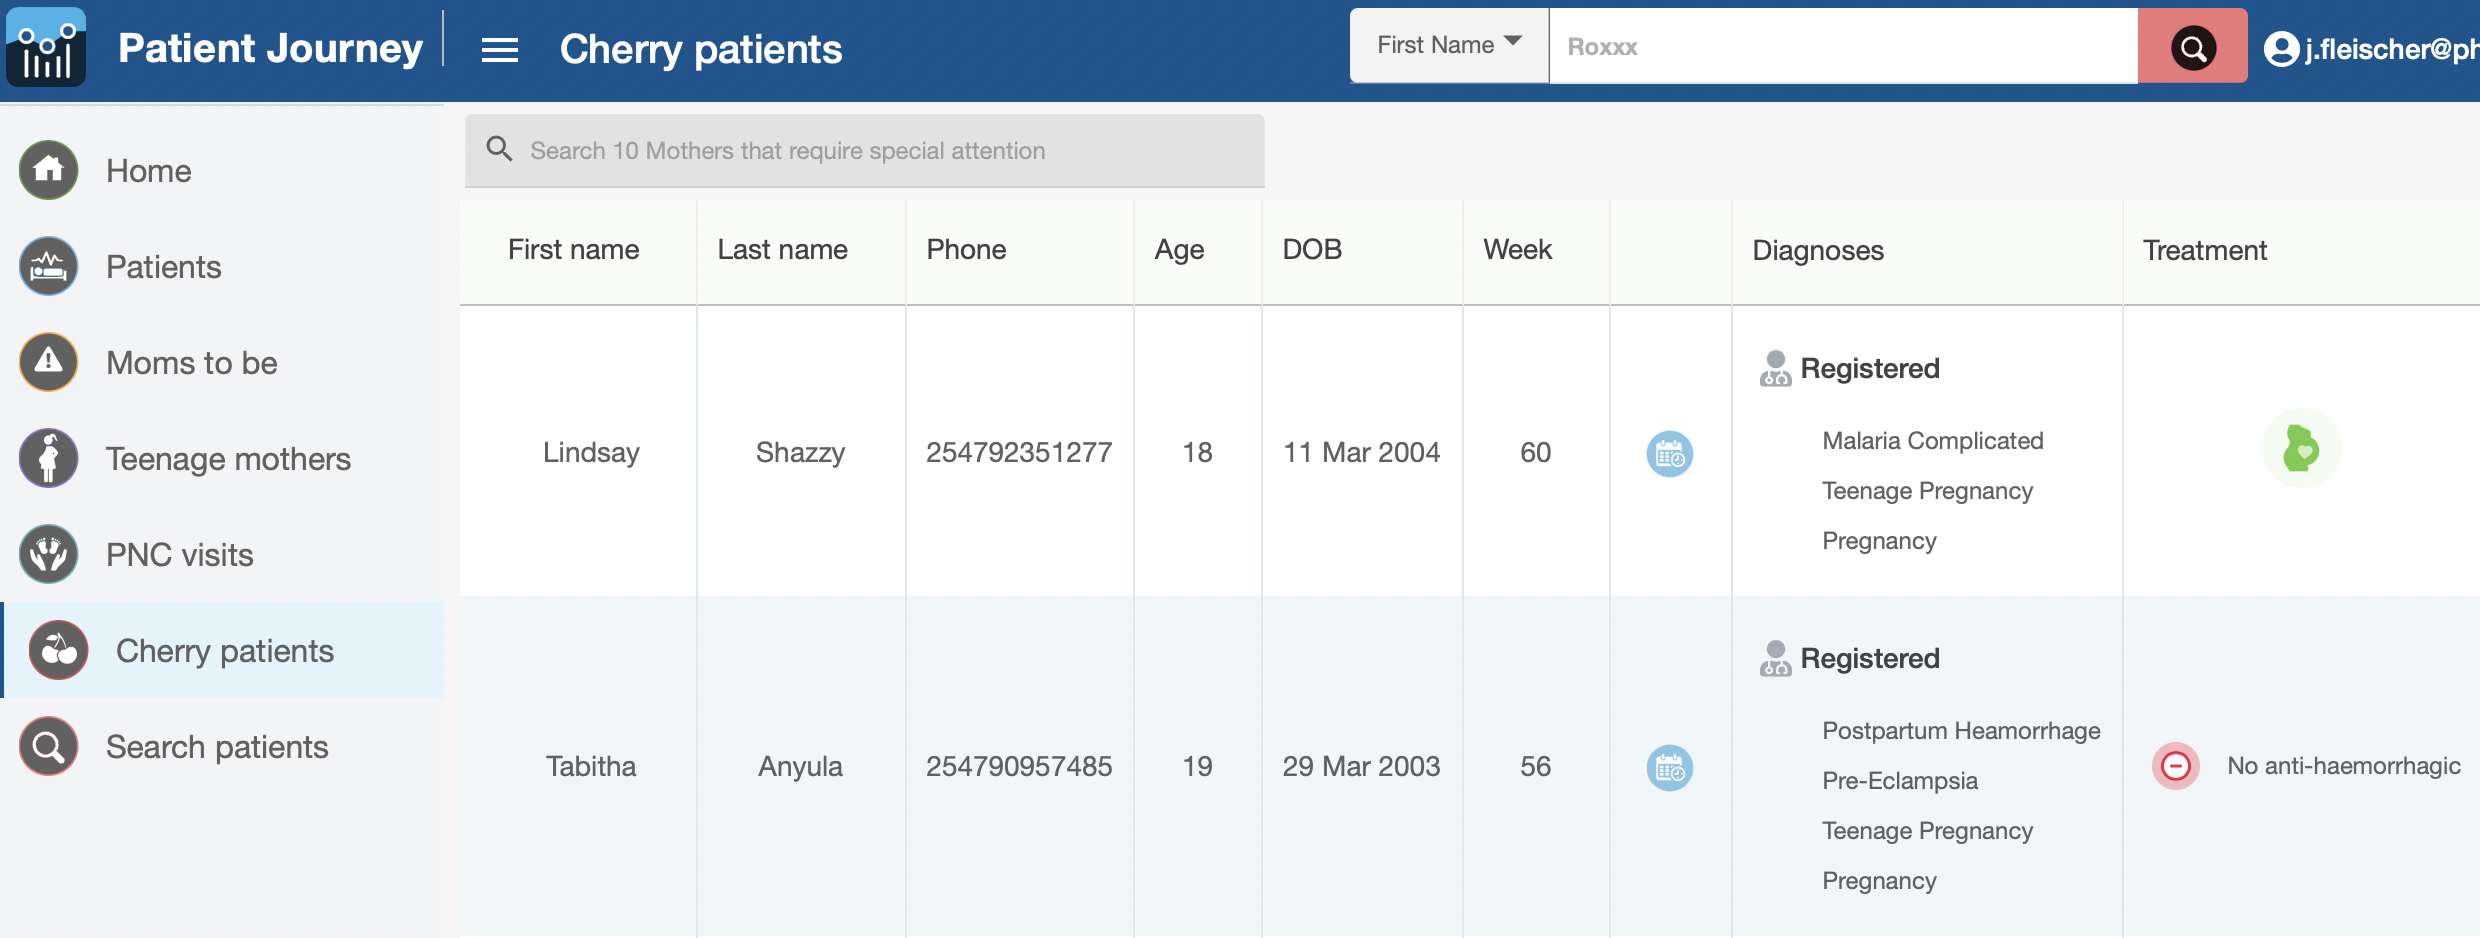 Patient Journey
Cherry patients
First Name
Roxxx
j.fleischer@ph
Home
Patients
Moms to be
Teenage mothers
PNC visits
Cherry patients
Search patients
Search 10 Mothers that require special attention
First name Last name Phone Age DOB Week Diagnoses Treatment
Registered
Malaria Complicated
Lindsay Shazzy 254792351277 18 11 Mar 2004 60
Teenage Pregnancy
Pregnancy
Registered
Postpartum Heamorrhage
Tabitha Anyula 254790957485 19 29 Mar 2003 56 No anti-haemorrhagic
Pre-Eclampsia
Teenage Pregnancy
Pregnancy